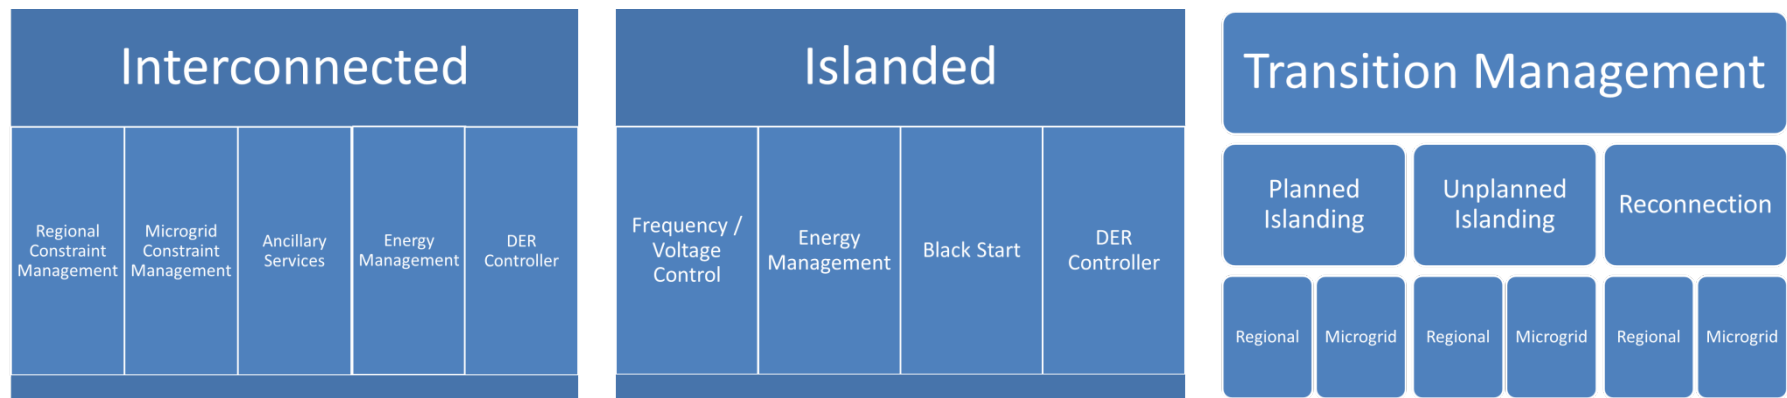 Interconnected
Regional
Constraint
Management
Microgrid
Constraint
Management
Ancillary
Services
Energy
Management
DER
Controller
Islanded
Frequency /
Voltage
Control
Energy
Management
Black Start
DER
Controller
Transition Management
Planned
Islanding
Unplanned
Islanding
Reconnection
Regional
Microgrid
Regional
Microgrid
Regional
Microgrid